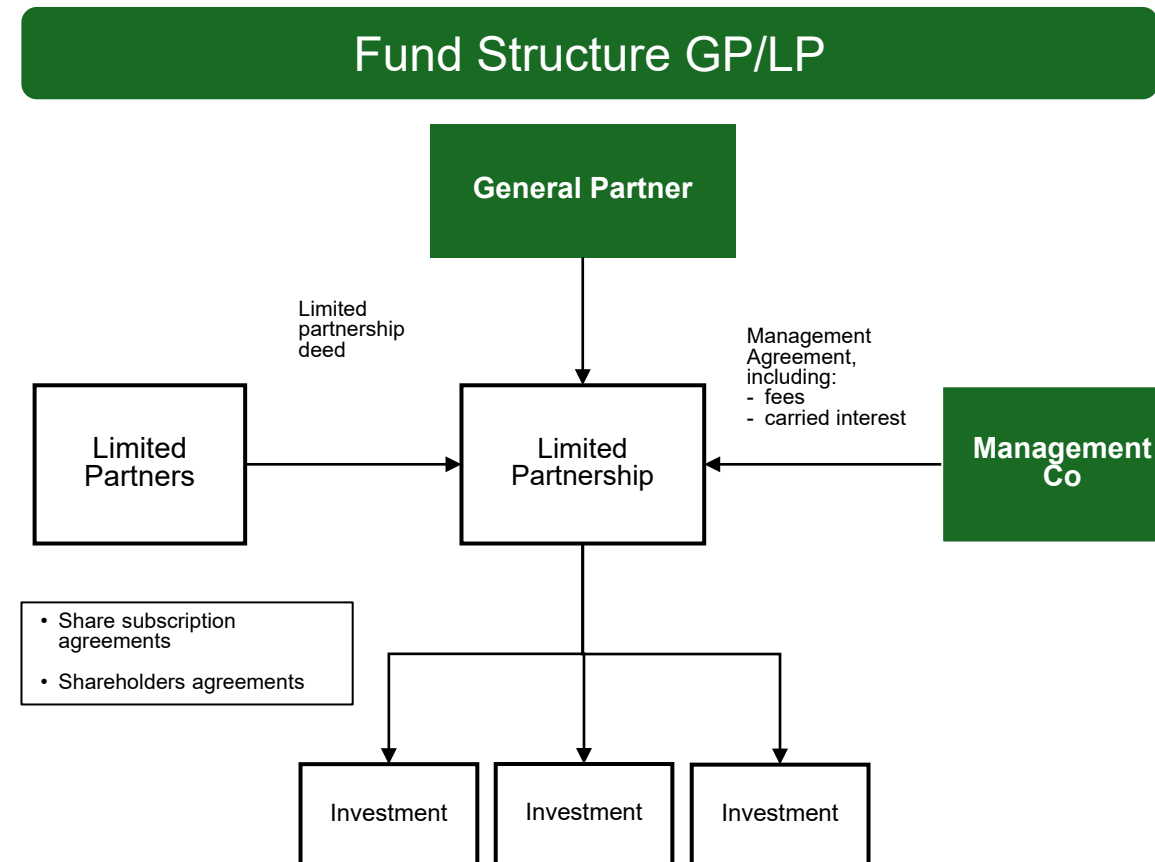 Fund Structure GP/LP
General Partner
Limited
partnership
deed
Management
Agreement,
including:
- fees
- carried interest
Limited
Partners
Limited
Partnership
Management
Co
• Share subscription
agreements
• Shareholders agreements
Investment
Investment
Investment